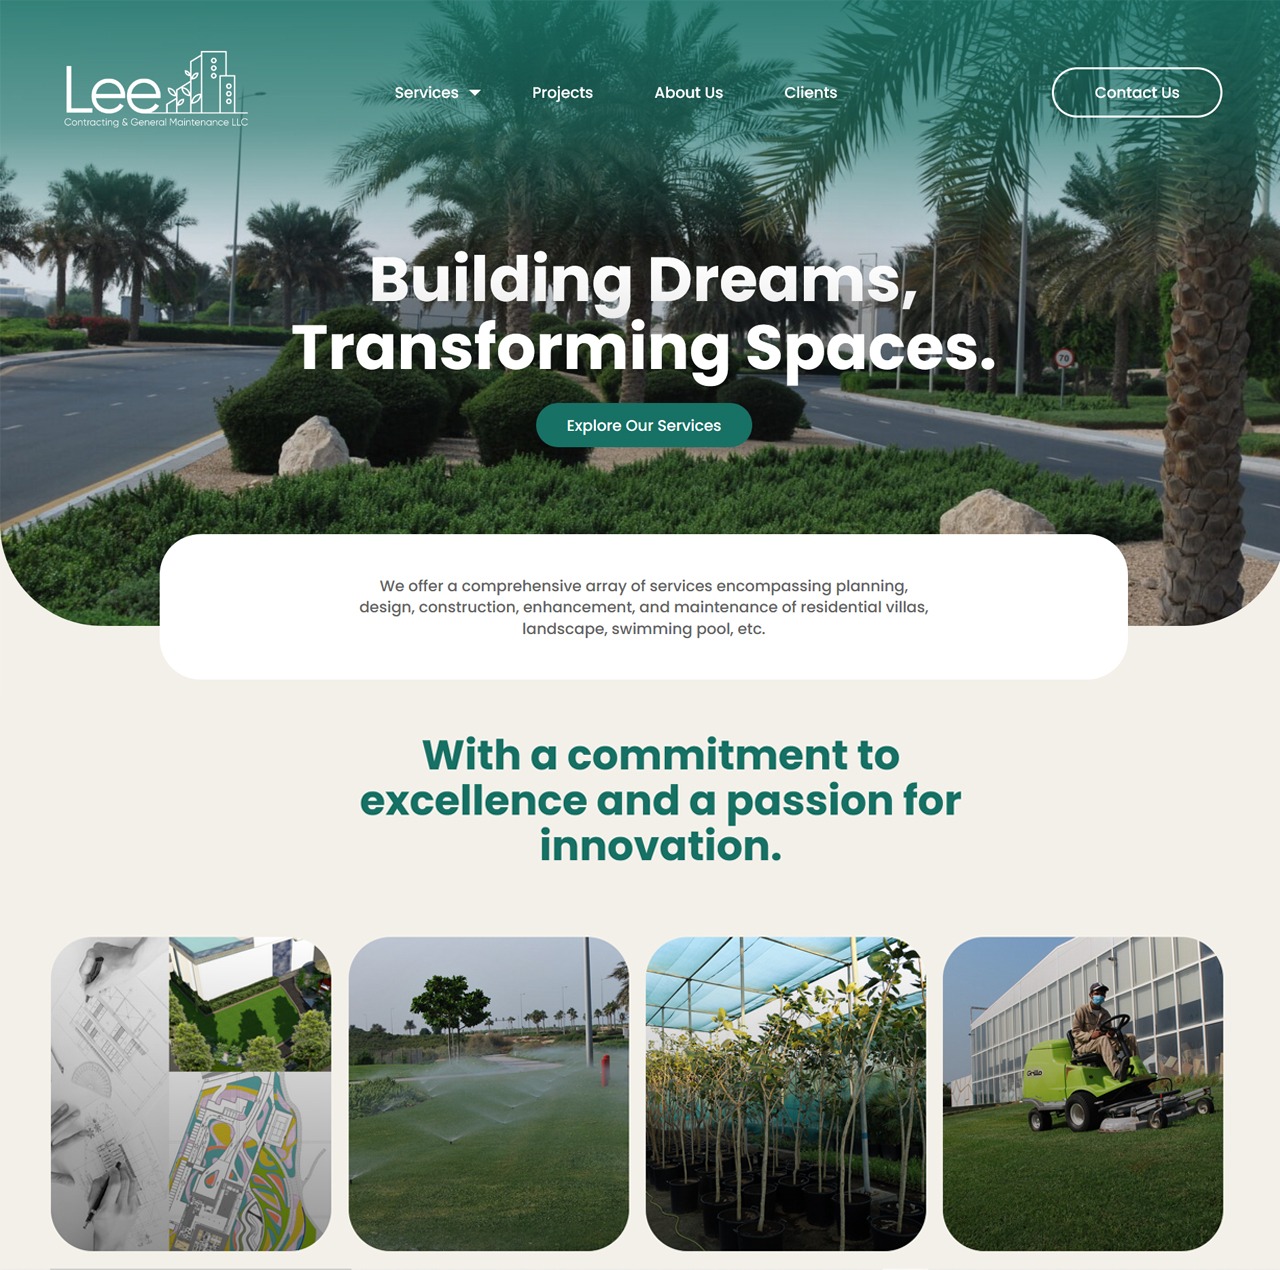 Lee
Contracting & General Maintenance LLC
Services
Projects
About Us
Clients
Contact Us
Building Dreams,
Transforming Spaces.
70
Explore Our Services
We offer a comprehensive array of services encompassing planning,
design, construction, enhancement, and maintenance of residential villas,
landscape, swimming pool, etc.
With a commitment to
excellence and a passion for
innovation.
Grillo